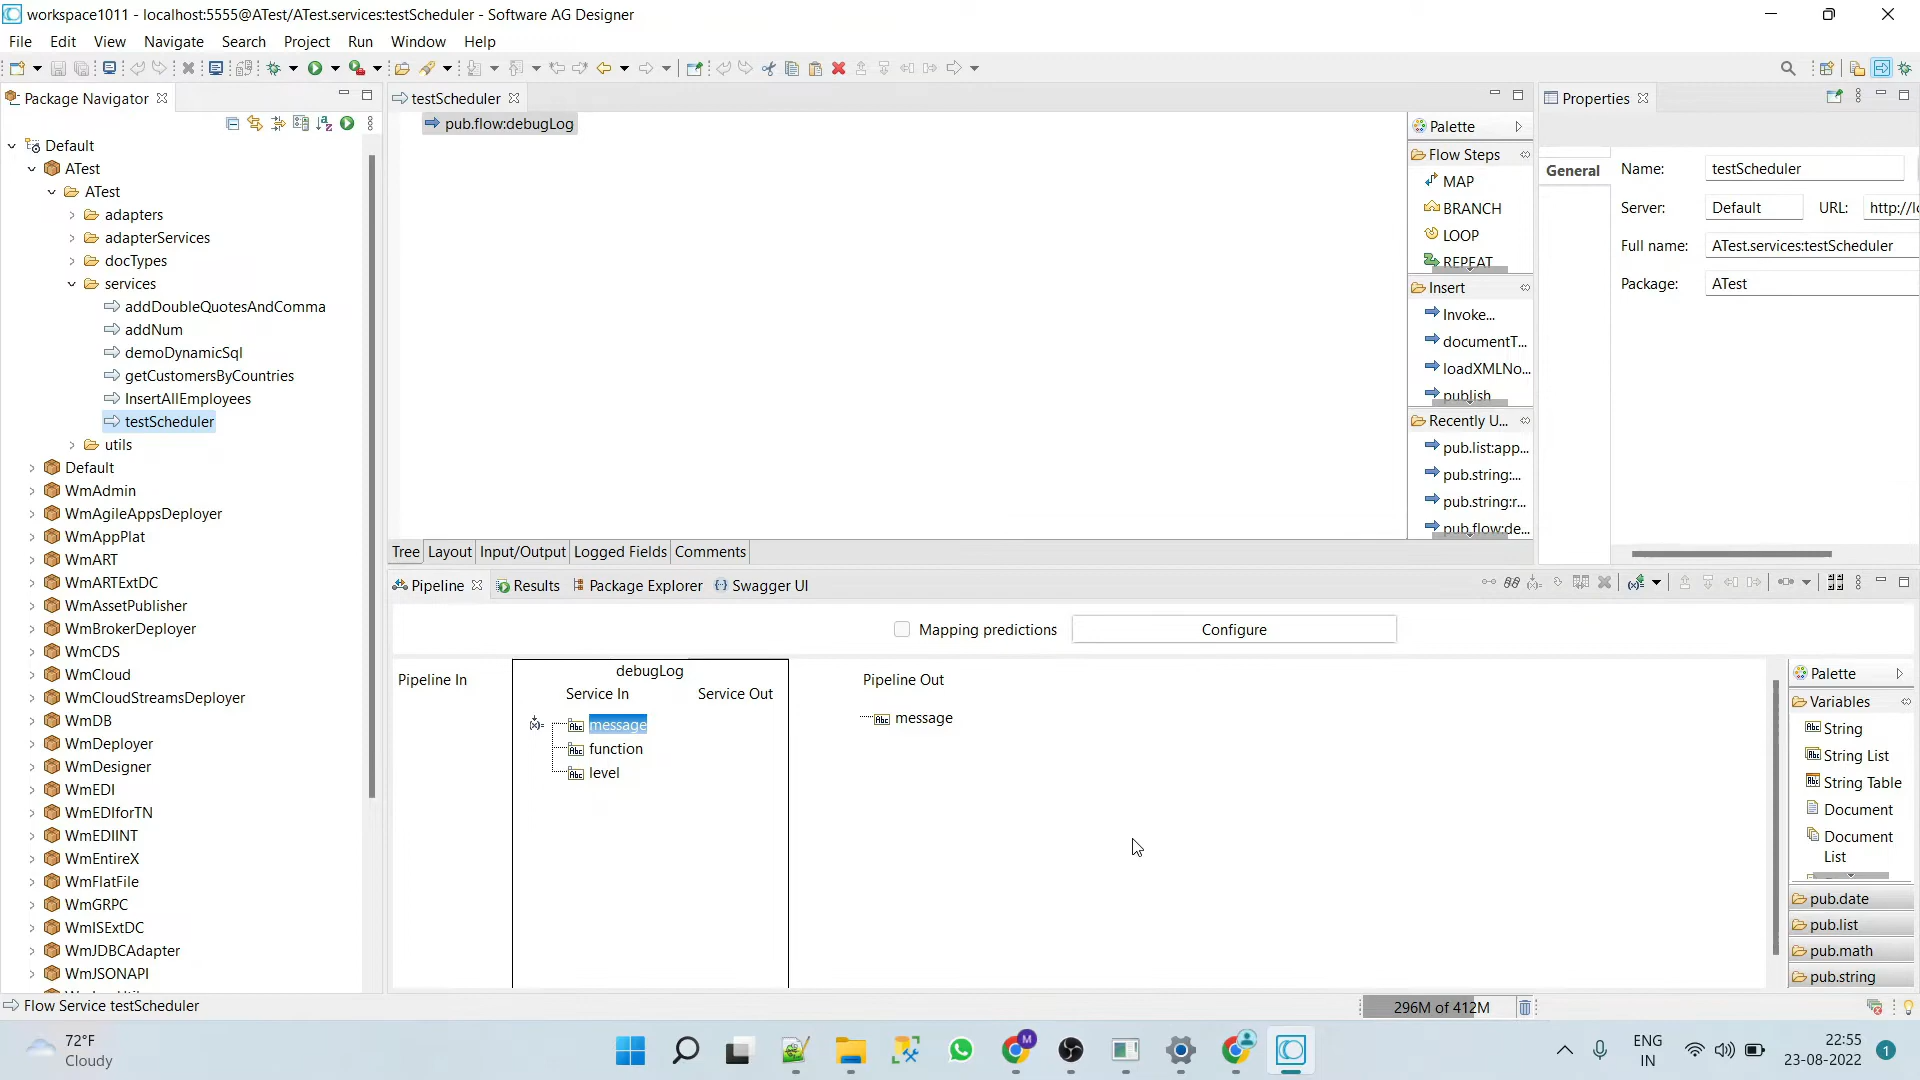 workspace1011 - localhost:5555@ATest/ATest.services:testScheduler - Software AG Designer
File Edit View Navigate Search Project Run Window Help
Package Navigator
Default
ATest
ATest
adapters
adapterServices
docTypes
services
addDoubleQuotesAndComma
addNum
demoDynamicSql
getCustomersByCountries
InsertAllEmployees
testScheduler
utils
Default
WmAdmin
WmAgileAppsDeployer
WmAppPlat
WmART
WmARTExtDC
WmAssetPublisher
WmBrokerDeployer
WmCDS
WmCloud
WmCloudStreamsDeployer
WmDB
WmDeployer
WmDesigner
WmEDI
WmEDIforTN
WmEDIINT
WmEntireX
WmFlatFile
WmGRPC
WmISExtDC
WmJDBCAdapter
WmJSONAPI
testScheduler
pub.flow:debugLog
Palette
Flow Steps
MAP
BRANCH
LOOP
REPEAT
Insert
Invoke...
documentT...
loadXMLNo...
publish
Recently U...
pub.list:app...
pub.string:...
pub.string:r...
pub.flow:de...
Tree Layout Input/Output Logged Fields Comments
Properties
General
Name: testScheduler
Server: Default URL: http://lo
Full name: ATest.services:testScheduler
Package: ATest
Pipeline Results Package Explorer Swagger UI
Mapping predictions Configure
Pipeline In
debugLog
Service In Service Out
message
function
level
Pipeline Out
message
Palette
Variables
String
String List
String Table
Document
Document List
pub.date
pub.list
pub.math
pub.string
Flow Service testScheduler
296M of 412M
72°F
Cloudy
M
ENG
IN
22:55
23-08-2022
1